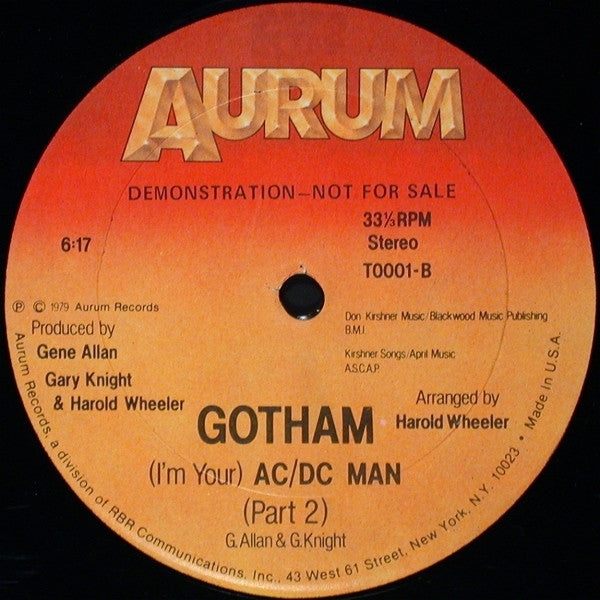 AURUM
DEMONSTRATION—NOT FOR SALE
6:17
33⅓ RPM
Stereo
T0001-B
Ⓟ © 1979 Aurum Records
Produced by
Gene Allan
Gary Knight
& Harold Wheeler
Don Kirshner Music/Blackwood Music Publishing
B.M.I.
Kirshner Songs/April Music
A.S.C.A.P.
Arranged by
Harold Wheeler
GOTHAM
(I'm Your) AC/DC MAN
(Part 2)
G. Allan & G. Knight
Aurum Records, a division of RBR Communications, Inc., 43 West 61 Street, New York, N.Y. 10023 • Made in U.S.A.